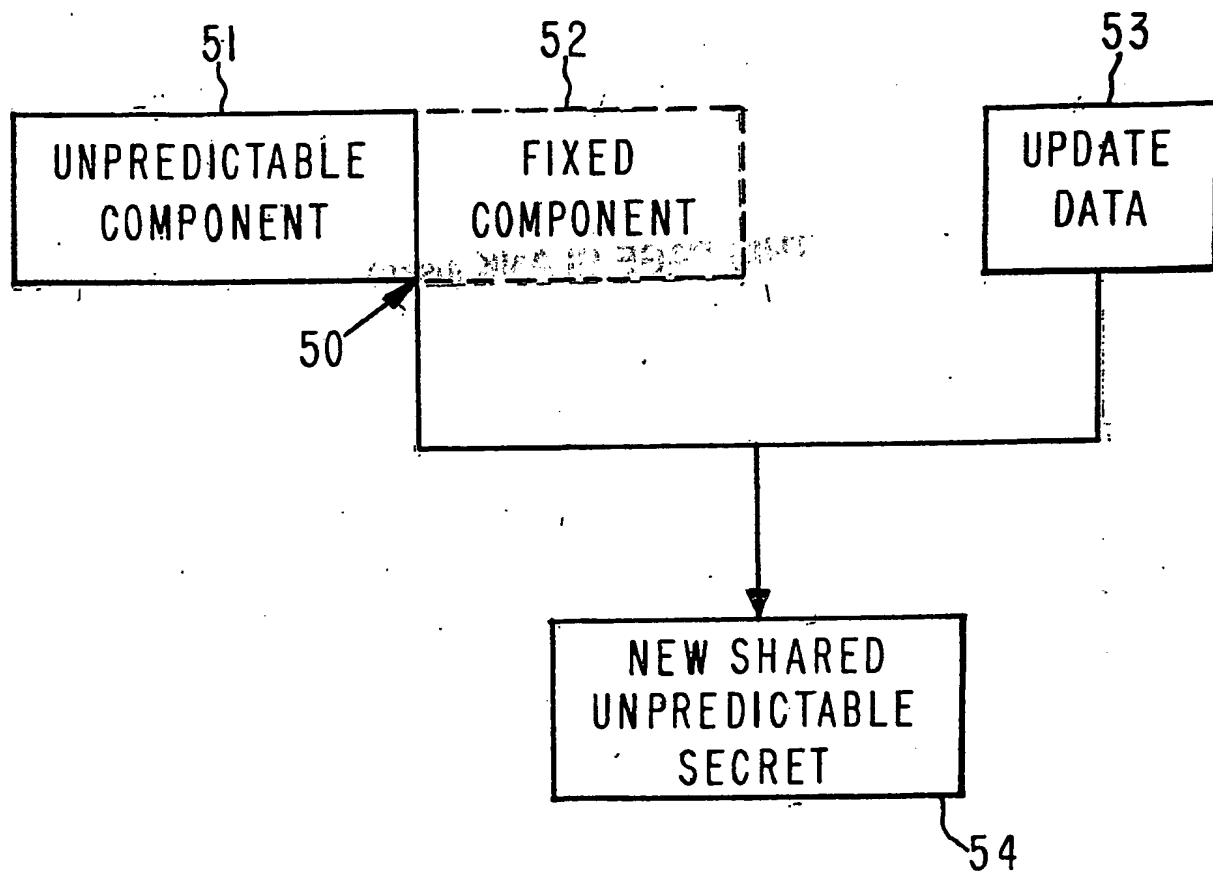 51
52
53
UNPREDICTABLE
COMPONENT
FIXED
COMPONENT
UPDATE
DATA
50
NEW SHARED
UNPREDICTABLE
SECRET
54